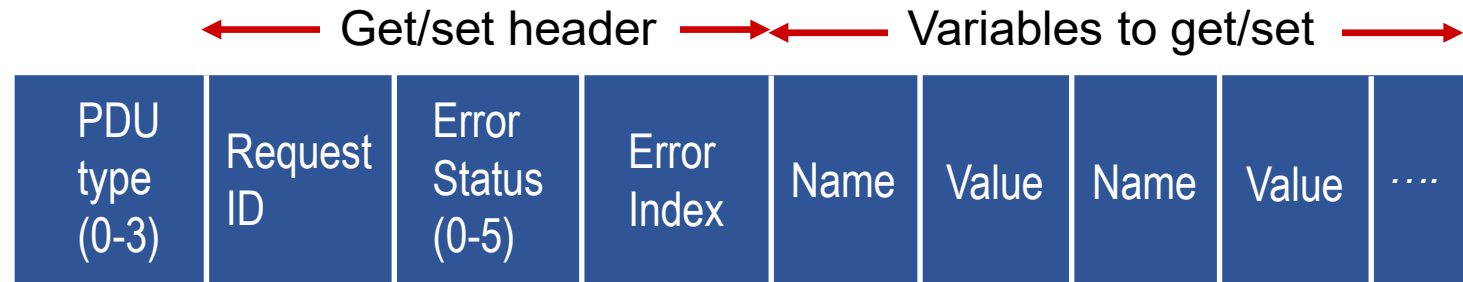 Get/set header
Variables to get/set
PDU
type
(0-3)
Request
ID
Error
Status
(0-5)
Error
Index
Name
Value
Name
Value
....